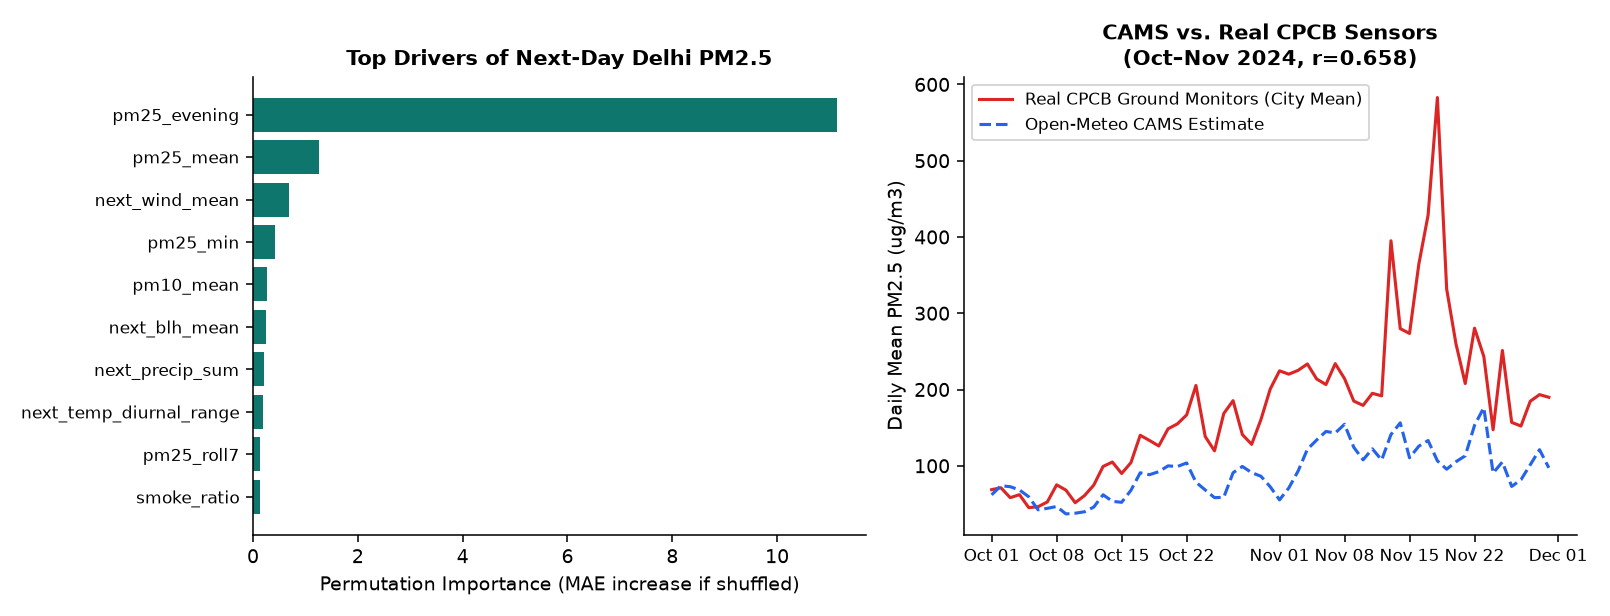 Top Drivers of Next-Day Delhi PM2.5
pm25_evening
pm25_mean
next_wind_mean
pm25_min
pm10_mean
next_blh_mean
next_precip_sum
next_temp_diurnal_range
pm25_roll7
smoke_ratio
0 2 4 6 8 10
Permutation Importance (MAE increase if shuffled)
CAMS vs. Real CPCB Sensors
(Oct–Nov 2024, r=0.658)
Real CPCB Ground Monitors (City Mean)
Open-Meteo CAMS Estimate
Daily Mean PM2.5 (ug/m3)
600
500
400
300
200
100
Oct 01 Oct 08 Oct 15 Oct 22 Nov 01 Nov 08 Nov 15 Nov 22 Dec 01